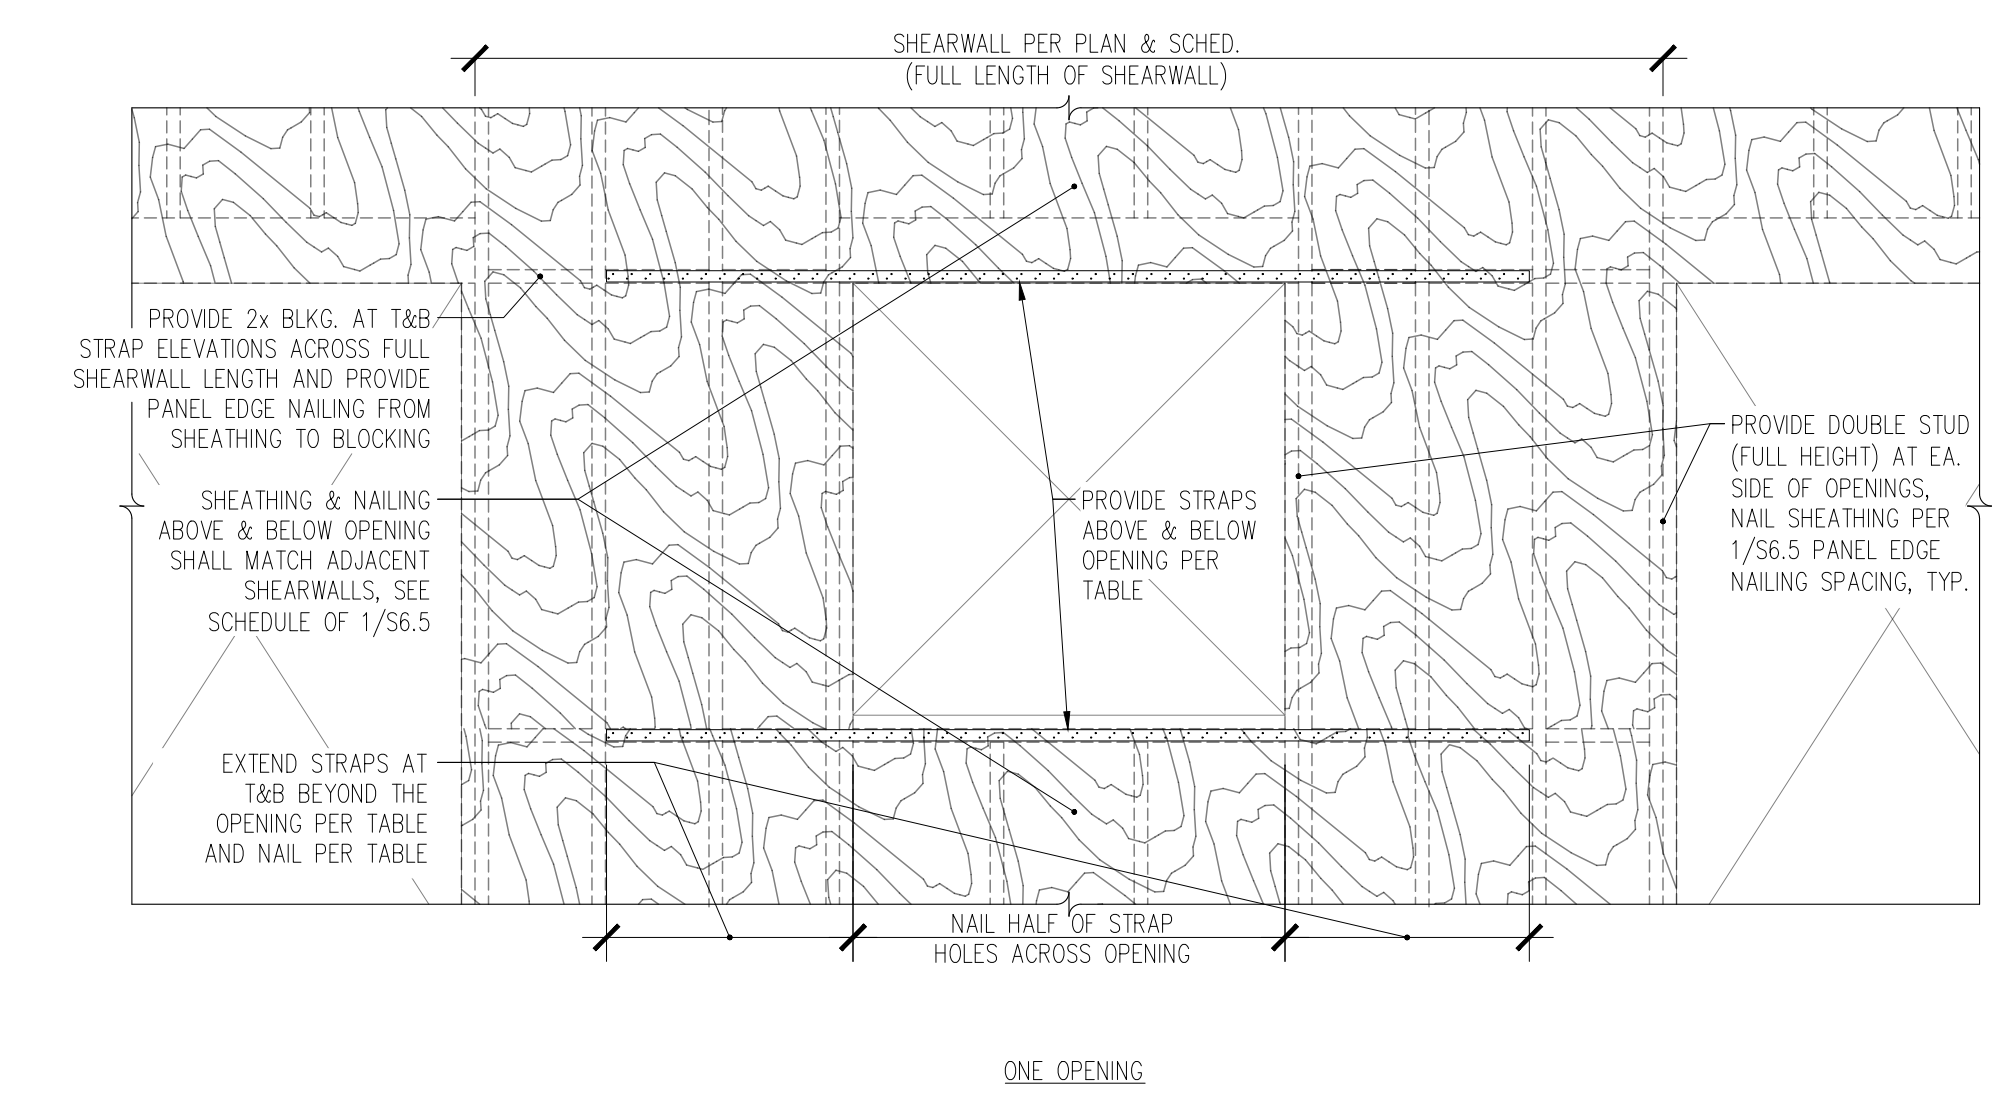 SHEARWALL PER PLAN & SCHED.
(FULL LENGTH OF SHEARWALL)
PROVIDE 2x BLKG. AT T&B
STRAP ELEVATIONS ACROSS FULL
SHEARWALL LENGTH AND PROVIDE
PANEL EDGE NAILING FROM
SHEATHING TO BLOCKING
SHEATHING & NAILING
ABOVE & BELOW OPENING
SHALL MATCH ADJACENT
SHEARWALLS, SEE
SCHEDULE OF 1/S6.5
EXTEND STRAPS AT
T&B BEYOND THE
OPENING PER TABLE
AND NAIL PER TABLE
PROVIDE STRAPS
ABOVE & BELOW
OPENING PER
TABLE
PROVIDE DOUBLE STUD
(FULL HEIGHT) AT EA.
SIDE OF OPENINGS,
NAIL SHEATHING PER
1/S6.5 PANEL EDGE
NAILING SPACING, TYP.
NAIL HALF OF STRAP
HOLES ACROSS OPENING
ONE OPENING